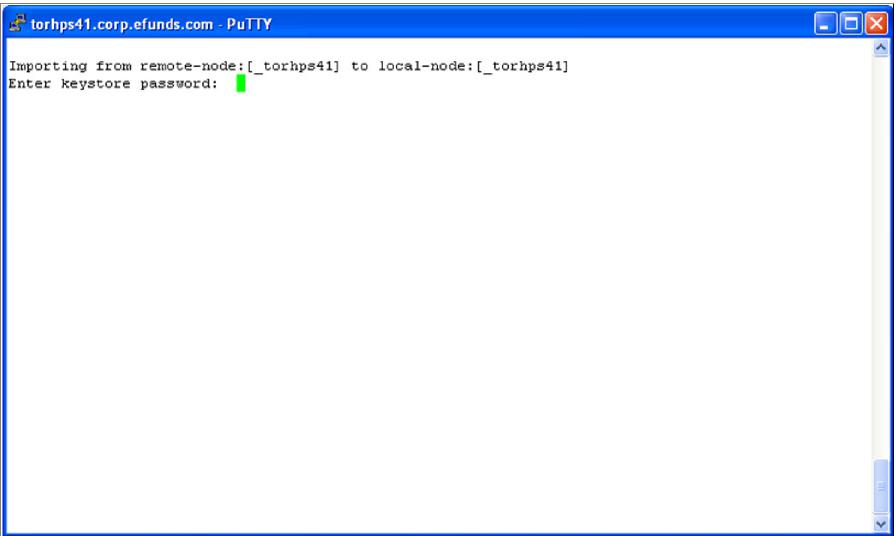 torhps41.corp.efunds.com - PuTTY
Importing from remote-node:[_torhps41] to local-node:[_torhps41]
Enter keystore password: